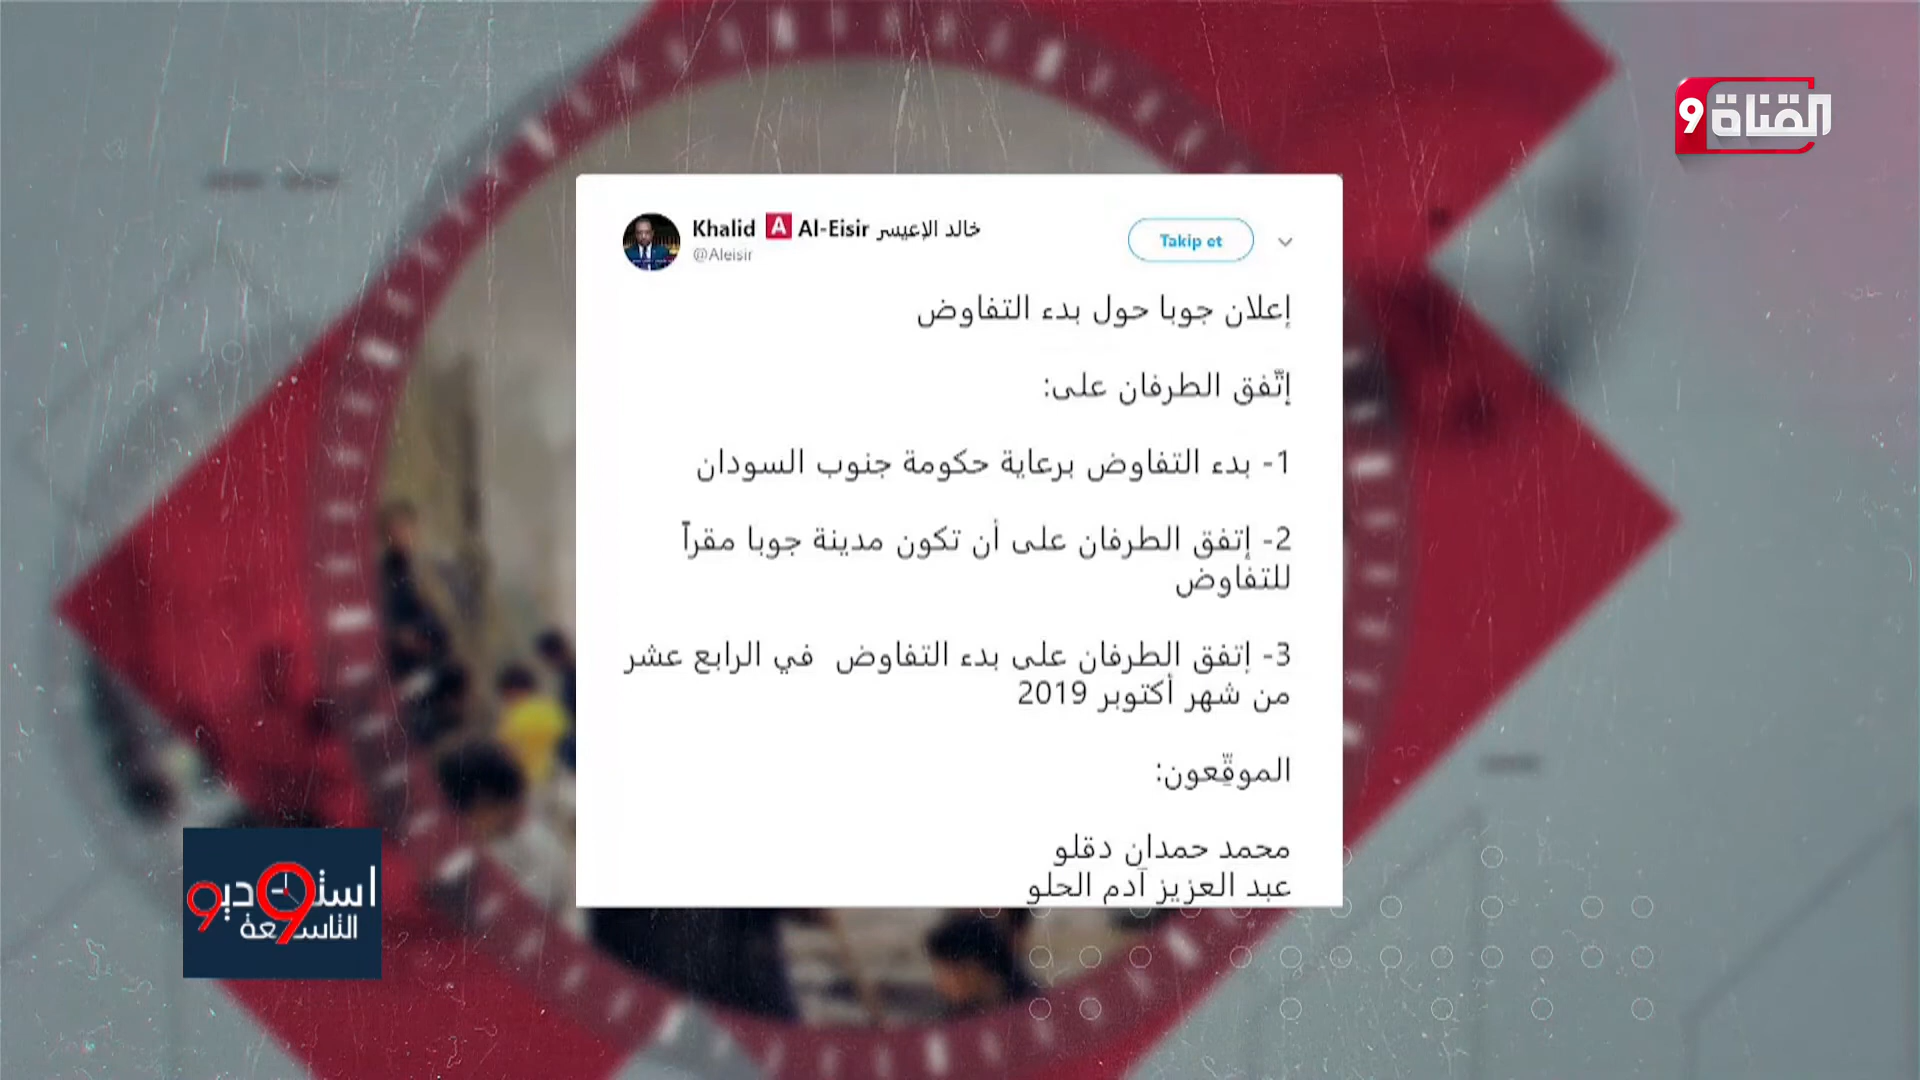 القناة 9
Khalid A Al-Eisir خالد الإعيسر
@Aleisir
Takip et
إعلان جوبا حول بدء التفاوض
إتّفق الطرفان على:
1- بدء التفاوض برعاية حكومة جنوب السودان
2- إتفق الطرفان على أن تكون مدينة جوبا مقراً
للتفاوض
3- إتفق الطرفان على بدء التفاوض في الرابع عشر
من شهر أكتوبر 2019
الموقِّعون:
محمد حمدان دقلو
عبد العزيز آدم الحلو
استوديو
التاسعة 9